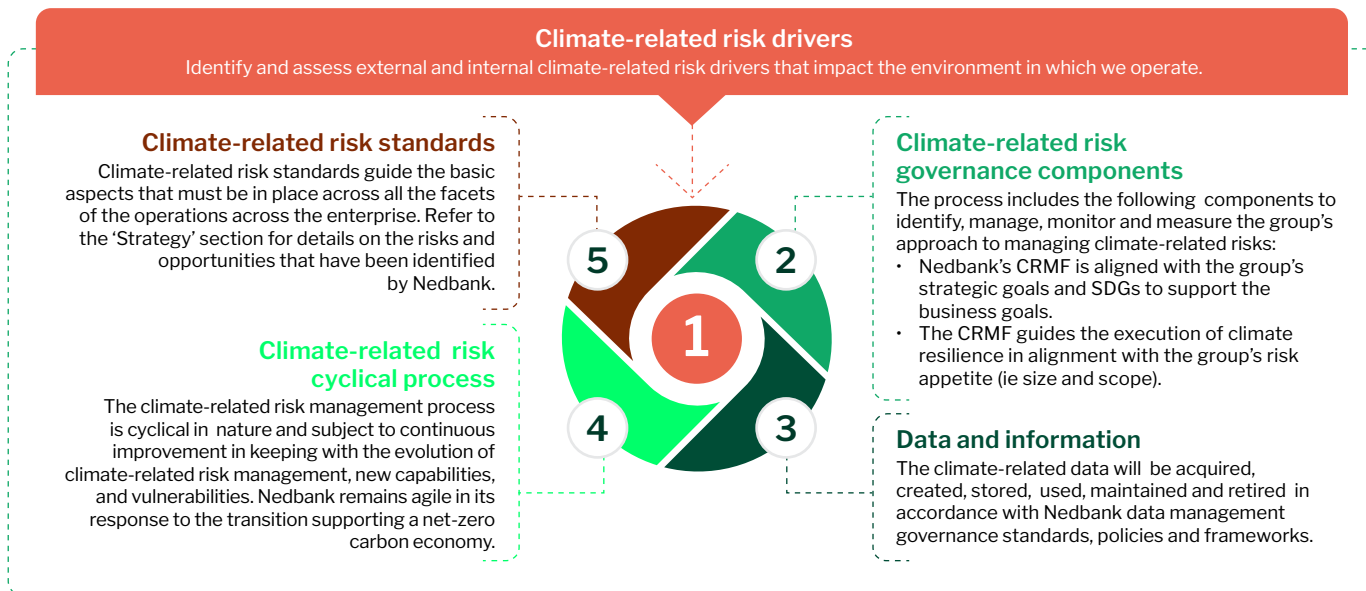 Climate-related risk drivers
Identify and assess external and internal climate-related risk drivers that impact the environment in which we operate.
Climate-related risk standards
Climate-related risk standards guide the basic
aspects that must be in place across all the facets
of the operations across the enterprise. Refer to
the ‘Strategy’ section for details on the risks and
opportunities that have been identified
by Nedbank.
Climate-related risk
cyclical process
The climate-related risk management process
is cyclical in nature and subject to continuous
improvement in keeping with the evolution of
climate-related risk management, new capabilities,
and vulnerabilities. Nedbank remains agile in its
response to the transition supporting a net-zero
carbon economy.
5
2
1
4
3
Climate-related risk
governance components
The process includes the following components to
identify, manage, monitor and measure the group’s
approach to managing climate-related risks:
• Nedbank’s CRMF is aligned with the group’s
strategic goals and SDGs to support the
business goals.
• The CRMF guides the execution of climate
resilience in alignment with the group’s risk
appetite (ie size and scope).
Data and information
The climate-related data will be acquired,
created, stored, used, maintained and retired in
accordance with Nedbank data management
governance standards, policies and frameworks.